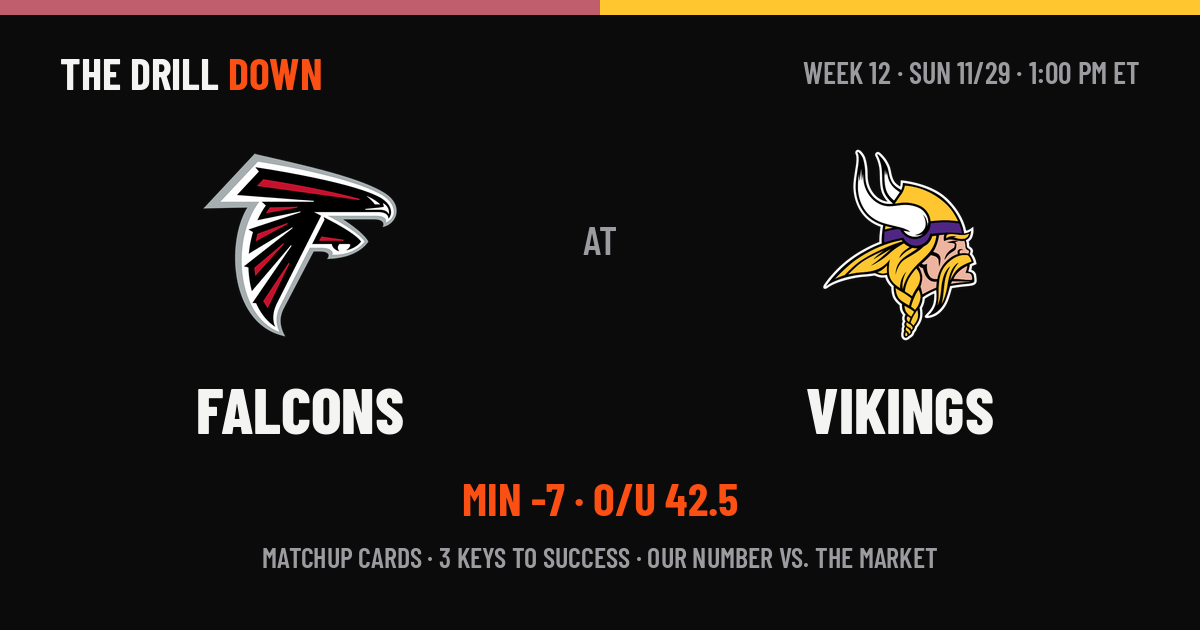 THE DRILL DOWN
WEEK 12 · SUN 11/29 · 1:00 PM ET
AT
FALCONS
VIKINGS
MIN -7 · O/U 42.5
MATCHUP CARDS · 3 KEYS TO SUCCESS · OUR NUMBER VS. THE MARKET